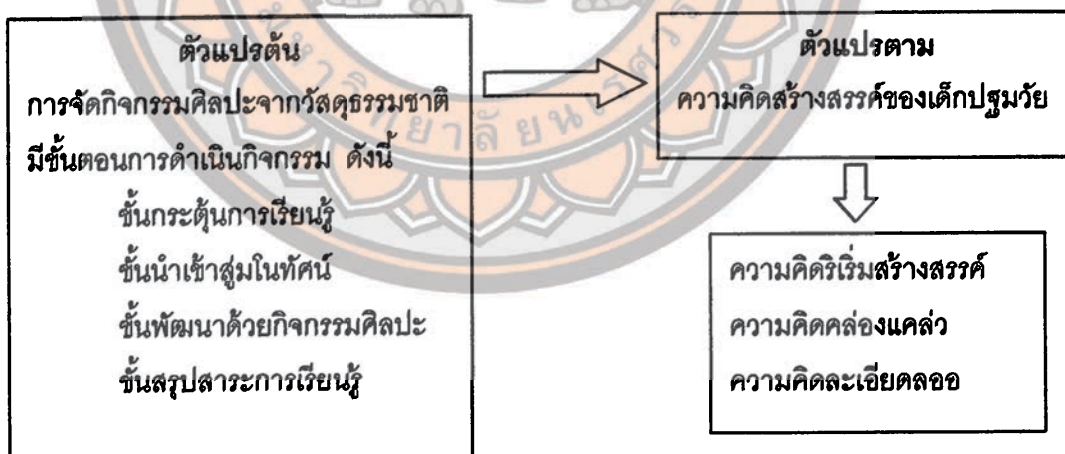 ตัวแปรต้น
การจัดกิจกรรมศิลปะจากวัสดุธรรมชาติ
มีขั้นตอนการดำเนินกิจกรรม ดังนี้
ขั้นกระตุ้นการเรียนรู้
ขั้นนำเข้าสู่มโนทัศน์
ขั้นพัฒนาด้วยกิจกรรมศิลปะ
ขั้นสรุปสาระการเรียนรู้
ตัวแปรตาม
ความคิดสร้างสรรค์ของเด็กปฐมวัย
ความคิดริเริ่มสร้างสรรค์
ความคิดคล่องแคล่ว
ความคิดละเอียดลออ